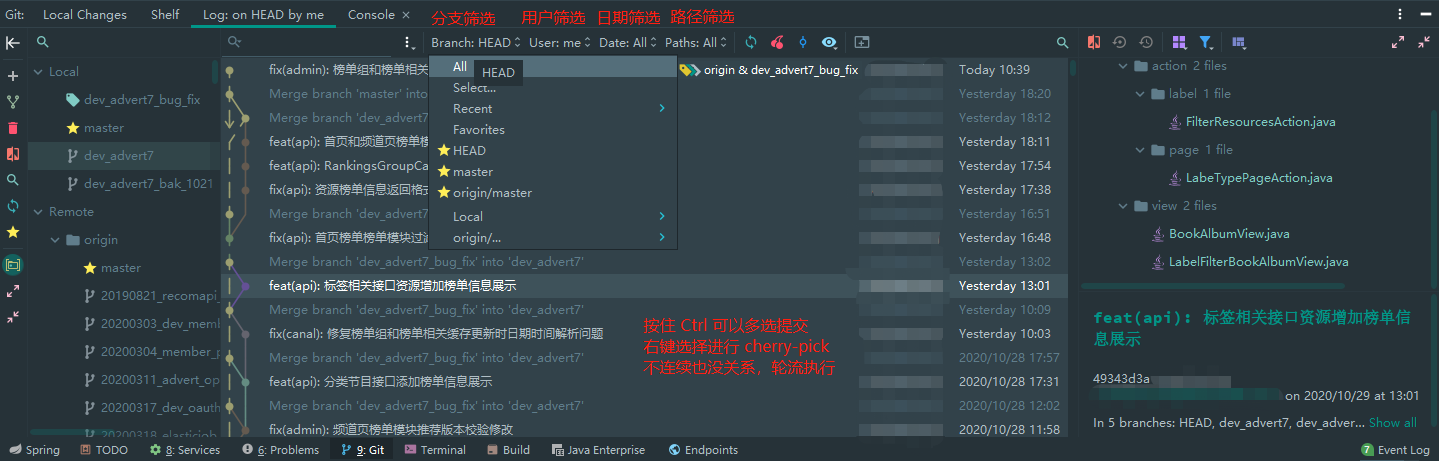 Git: Local Changes Shelf Log: on HEAD by me Console × 分支筛选 用户筛选 日期筛选 路径筛选
Branch: HEAD User: me Date: All Paths: All
Local
dev_advert7_bug_fix
master
dev_advert7
dev_advert7_bak_1021
Remote
origin
master
20190821_recomapi_
20200303_dev_mem
20200304_member_p
20200311_advert_op
20200317_dev_oauth
20200318_elasticjob
All
HEAD
Select...
Recent
Favorites
HEAD
master
origin/master
Local
origin/...
fix(admin): 榜单组和榜单相关 origin & dev_advert7_bug_fix Today 10:39
Merge branch 'master' into Yesterday 18:20
Merge branch 'dev_advert7 Yesterday 18:12
feat(api): 首页和频道页榜单模 Yesterday 18:11
feat(api): RankingsGroupCa Yesterday 17:54
fix(api): 资源榜单信息返回格式 Yesterday 17:38
Merge branch 'dev_advert7 Yesterday 16:51
fix(api): 首页榜单榜单模块过滤 Yesterday 16:48
Merge branch 'dev_advert7_bug_fix' into 'dev_advert7' Yesterday 13:02
feat(api): 标签相关接口资源增加榜单信息展示 Yesterday 13:01
Merge branch 'dev_advert7_bug_fix' into 'dev_advert7' Yesterday 10:09
fix(canal): 修复榜单组和榜单相关缓存更新时日期时间解析问题 Yesterday 10:03
Merge branch 'dev_advert7_bug_fix' into 'dev_advert7' 2020/10/28 17:57
feat(api): 分类节目接口添加榜单信息展示 2020/10/28 17:31
Merge branch 'dev_advert7_bug_fix' into 'dev_advert7' 2020/10/28 12:02
fix(admin): 频道页榜单模块推荐版本校验修改 2020/10/28 11:58
按住 Ctrl 可以多选提交
右键选择进行 cherry-pick
不连续也没关系，轮流执行
action 2 files
label 1 file
FilterResourcesAction.java
page 1 file
LabeTypePageAction.java
view 2 files
BookAlbumView.java
LabelFilterBookAlbumView.java
feat(api): 标签相关接口资源增加榜单信
息展示
49343d3a
on 2020/10/29 at 13:01
In 5 branches: HEAD, dev_advert7, dev_adver... Show all
Spring TODO 8: Services 6: Problems 9: Git Terminal Build Java Enterprise Endpoints 7 Event Log